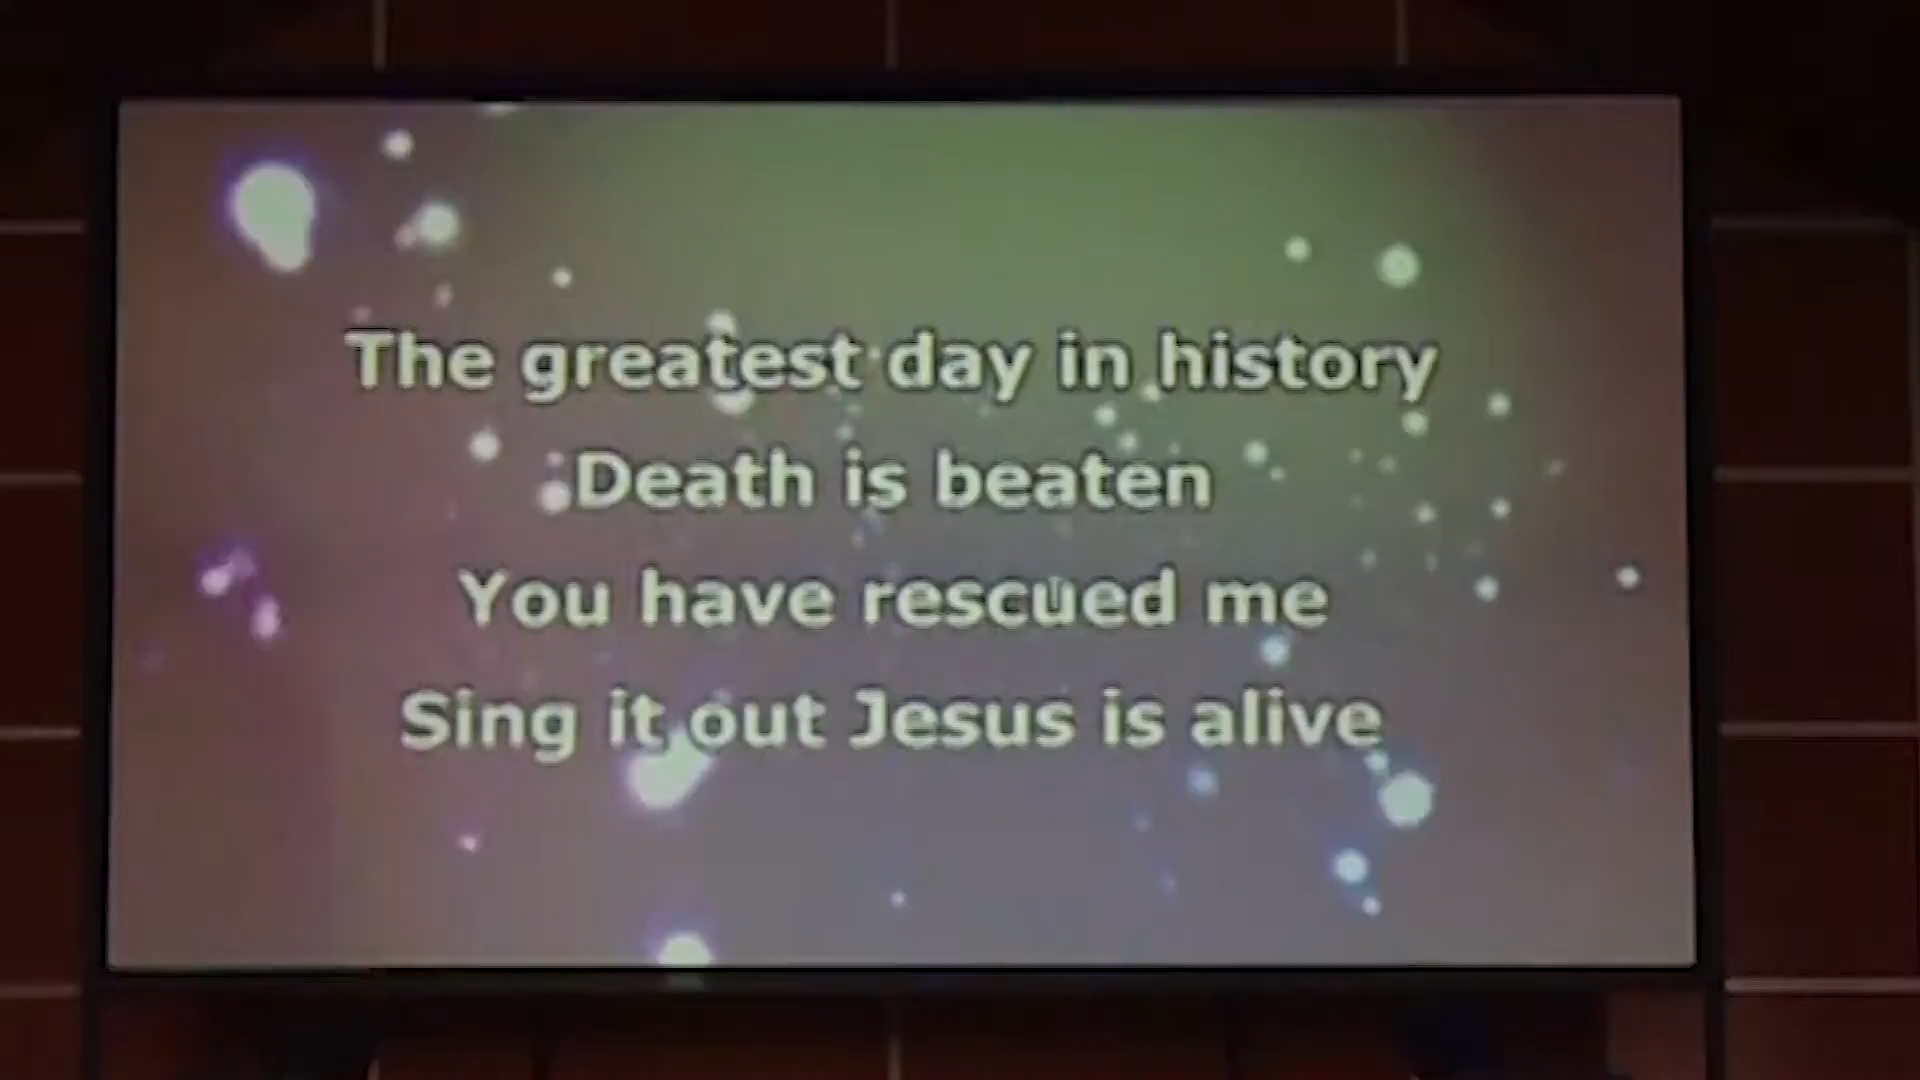 The greatest day in history
Death is beaten
You have rescued me
Sing it out Jesus is alive